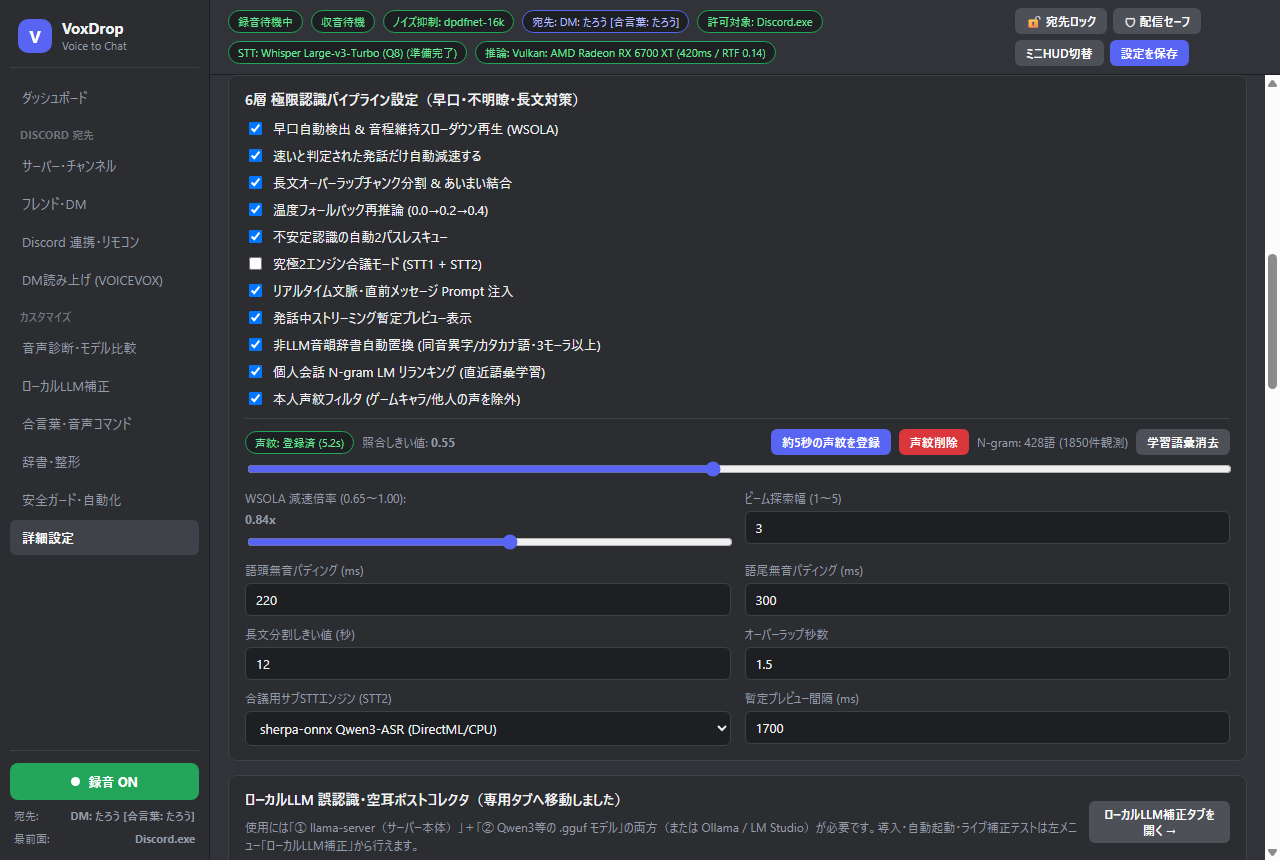 V
VoxDrop
Voice to Chat
ダッシュボード
DISCORD 宛先
サーバー・チャンネル
フレンド・DM
Discord 連携・リモコン
DM読み上げ (VOICEVOX)
カスタマイズ
音声診断・モデル比較
ローカルLLM補正
合言葉・音声コマンド
辞書・整形
安全ガード・自動化
詳細設定
録音 ON
宛先: DM: たろう [合言葉: たろう]
最前面: Discord.exe
録音待機中 収音待機 ノイズ抑制: dpdfnet-16k 宛先: DM: たろう [合言葉: たろう] 許可対象: Discord.exe
STT: Whisper Large-v3-Turbo (Q8) (準備完了) 推論: Vulkan: AMD Radeon RX 6700 XT (420ms / RTF 0.14)
宛先ロック 配信セーフ
ミニHUD切替 設定を保存
6層 極限認識パイプライン設定（早口・不明瞭・長文対策）
早口自動検出 & 音程維持スローダウン再生 (WSOLA)
速いと判定された発話だけ自動減速する
長文オーバーラップチャンク分割 & あいまい結合
温度フォールバック再推論 (0.0→0.2→0.4)
不安定認識の自動2パスレスキュー
究極2エンジン合議モード (STT1 + STT2)
リアルタイム文脈・直前メッセージ Prompt 注入
発話中ストリーミング暫定プレビュー表示
非LLM音韻辞書自動置換 (同音異字/カタカナ語・3モーラ以上)
個人会話 N-gram LM リランキング (直近語彙学習)
本人声紋フィルタ (ゲームキャラ/他人の声を除外)
声紋: 登録済 (5.2s) 照合しきい値: 0.55 約5秒の声紋を登録 声紋削除 N-gram: 428語 (1850件観測) 学習語彙消去
WSOLA 減速倍率 (0.65～1.00):
0.84x
ビーム探索幅 (1～5)
3
語頭無音パディング (ms)
220
語尾無音パディング (ms)
300
長文分割しきい値 (秒)
12
オーバーラップ秒数
1.5
合議用サブSTTエンジン (STT2)
sherpa-onnx Qwen3-ASR (DirectML/CPU)
暫定プレビュー間隔 (ms)
1700
ローカルLLM 誤認識・空耳ポストコレクタ（専用タブへ移動しました）
使用には「① llama-server（サーバー本体）」＋「② Qwen3等の .gguf モデル」の両方（または Ollama / LM Studio）が必要です。導入・自動起動・ライブ補正テストは左メニ
ュー「ローカルLLM補正」から行えます。
ローカルLLM補正タブを
開く→